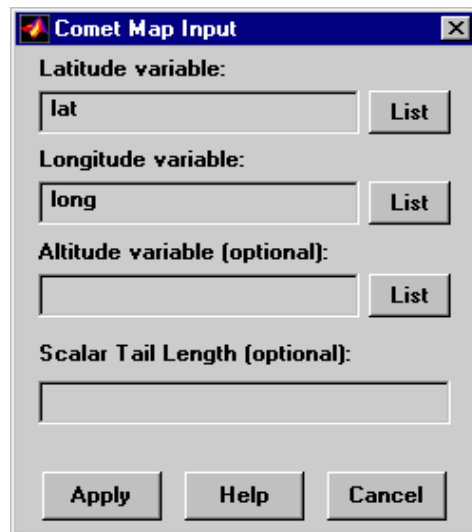 Comet Map Input
Latitude variable:
lat List
Longitude variable:
long List
Altitude variable (optional):
List
Scalar Tail Length (optional):
Apply Help Cancel